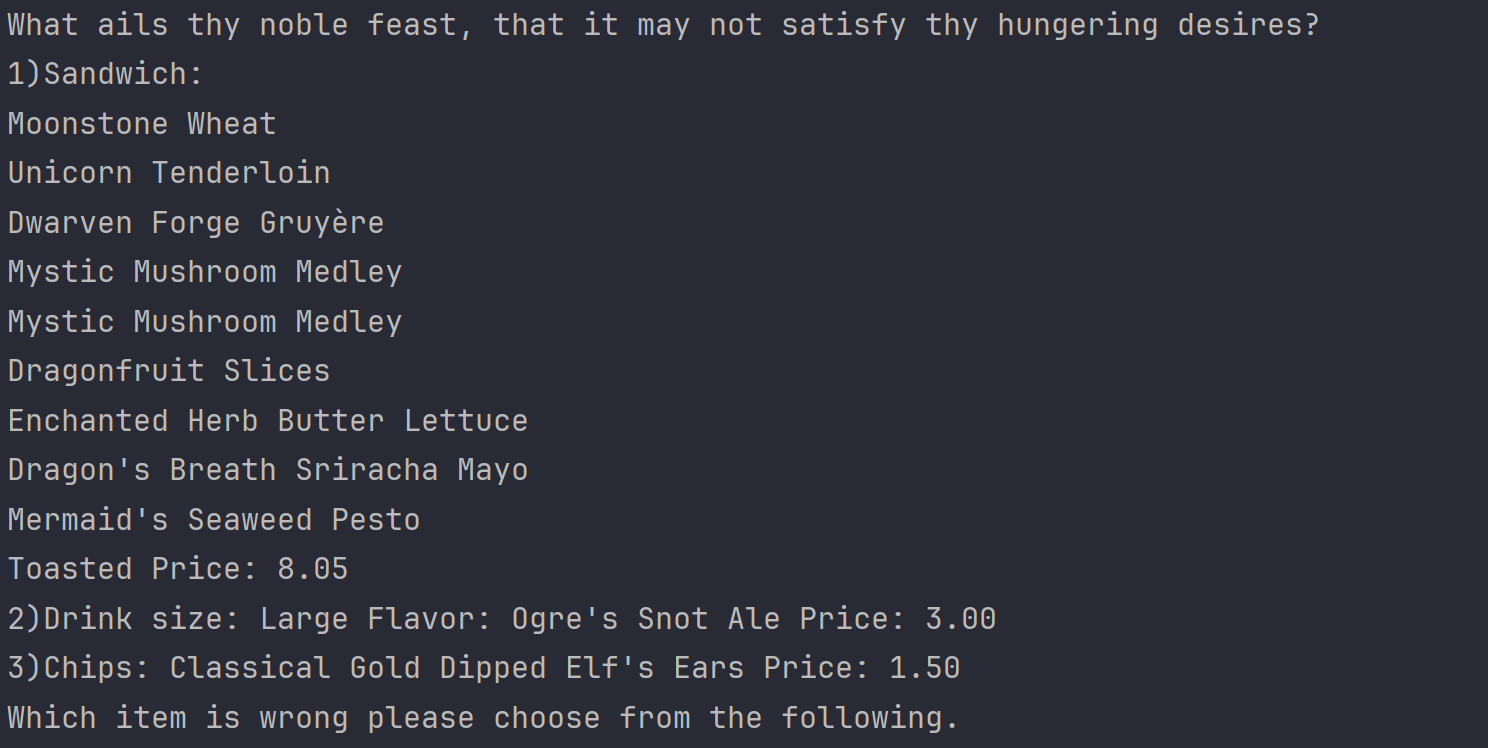 What ails thy noble feast, that it may not satisfy thy hungering desires?
1)Sandwich:
Moonstone Wheat
Unicorn Tenderloin
Dwarven Forge Gruyère
Mystic Mushroom Medley
Mystic Mushroom Medley
Dragonfruit Slices
Enchanted Herb Butter Lettuce
Dragon's Breath Sriracha Mayo
Mermaid's Seaweed Pesto
Toasted Price: 8.05
2)Drink size: Large Flavor: Ogre's Snot Ale Price: 3.00
3)Chips: Classical Gold Dipped Elf's Ears Price: 1.50
Which item is wrong please choose from the following.